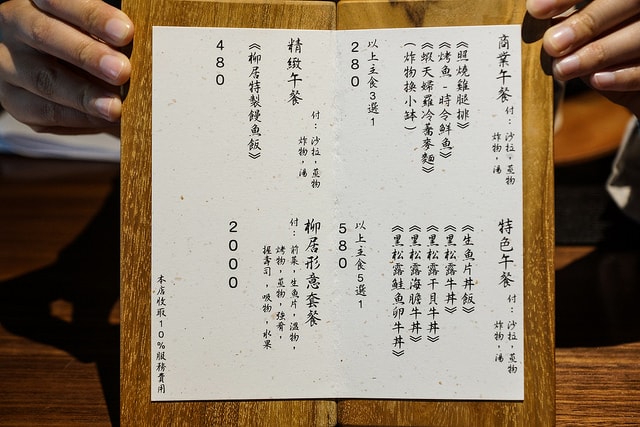 商業午餐
付：沙拉，蒸物
炸物，湯
《照燒雞腿排》
《烤魚-時令鮮魚》
《蝦天婦羅冷蕎麥麵》
（炸物換小缽）
以上主食3選1
280
特色午餐
付：沙拉，蒸物
炸物，湯
《生魚片丼飯》
《黑松露牛丼》
《黑松露干貝牛丼》
《黑松露海膽牛丼》
《黑松露鮭魚卵牛丼》
以上主食5選1
580
精緻午餐
付：沙拉，蒸物
炸物，湯
《柳居特製鰻魚飯》
480
柳居形意套餐
付：前菜，生魚片，溫物，
烤物，蒸物，強肴，
握壽司，吸物，水果
2000
本店收取10%服務費用